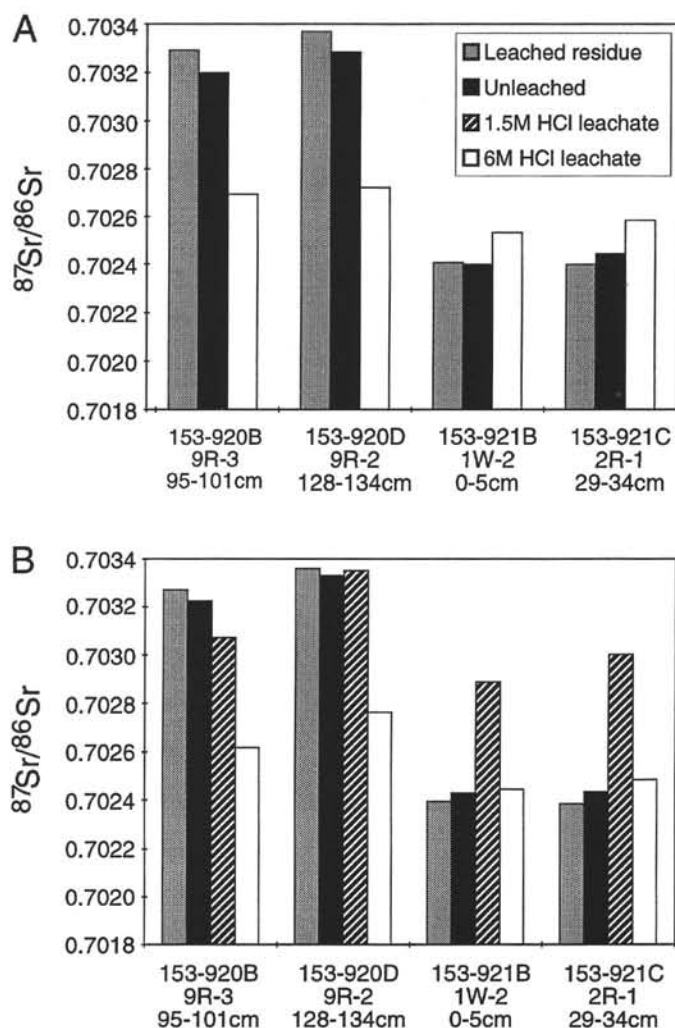 A
0.7034
0.7032
0.7030
0.7028
0.7026
0.7024
0.7022
0.7020
0.7018
87Sr/86Sr
Leached residue
Unleached
1.5M HCl leachate
6M HCl leachate
153-920B
9R-3
95-101cm
153-920D
9R-2
128-134cm
153-921B
1W-2
0-5cm
153-921C
2R-1
29-34cm
B
0.7034
0.7032
0.7030
0.7028
0.7026
0.7024
0.7022
0.7020
0.7018
87Sr/86Sr
153-920B
9R-3
95-101cm
153-920D
9R-2
128-134cm
153-921B
1W-2
0-5cm
153-921C
2R-1
29-34cm